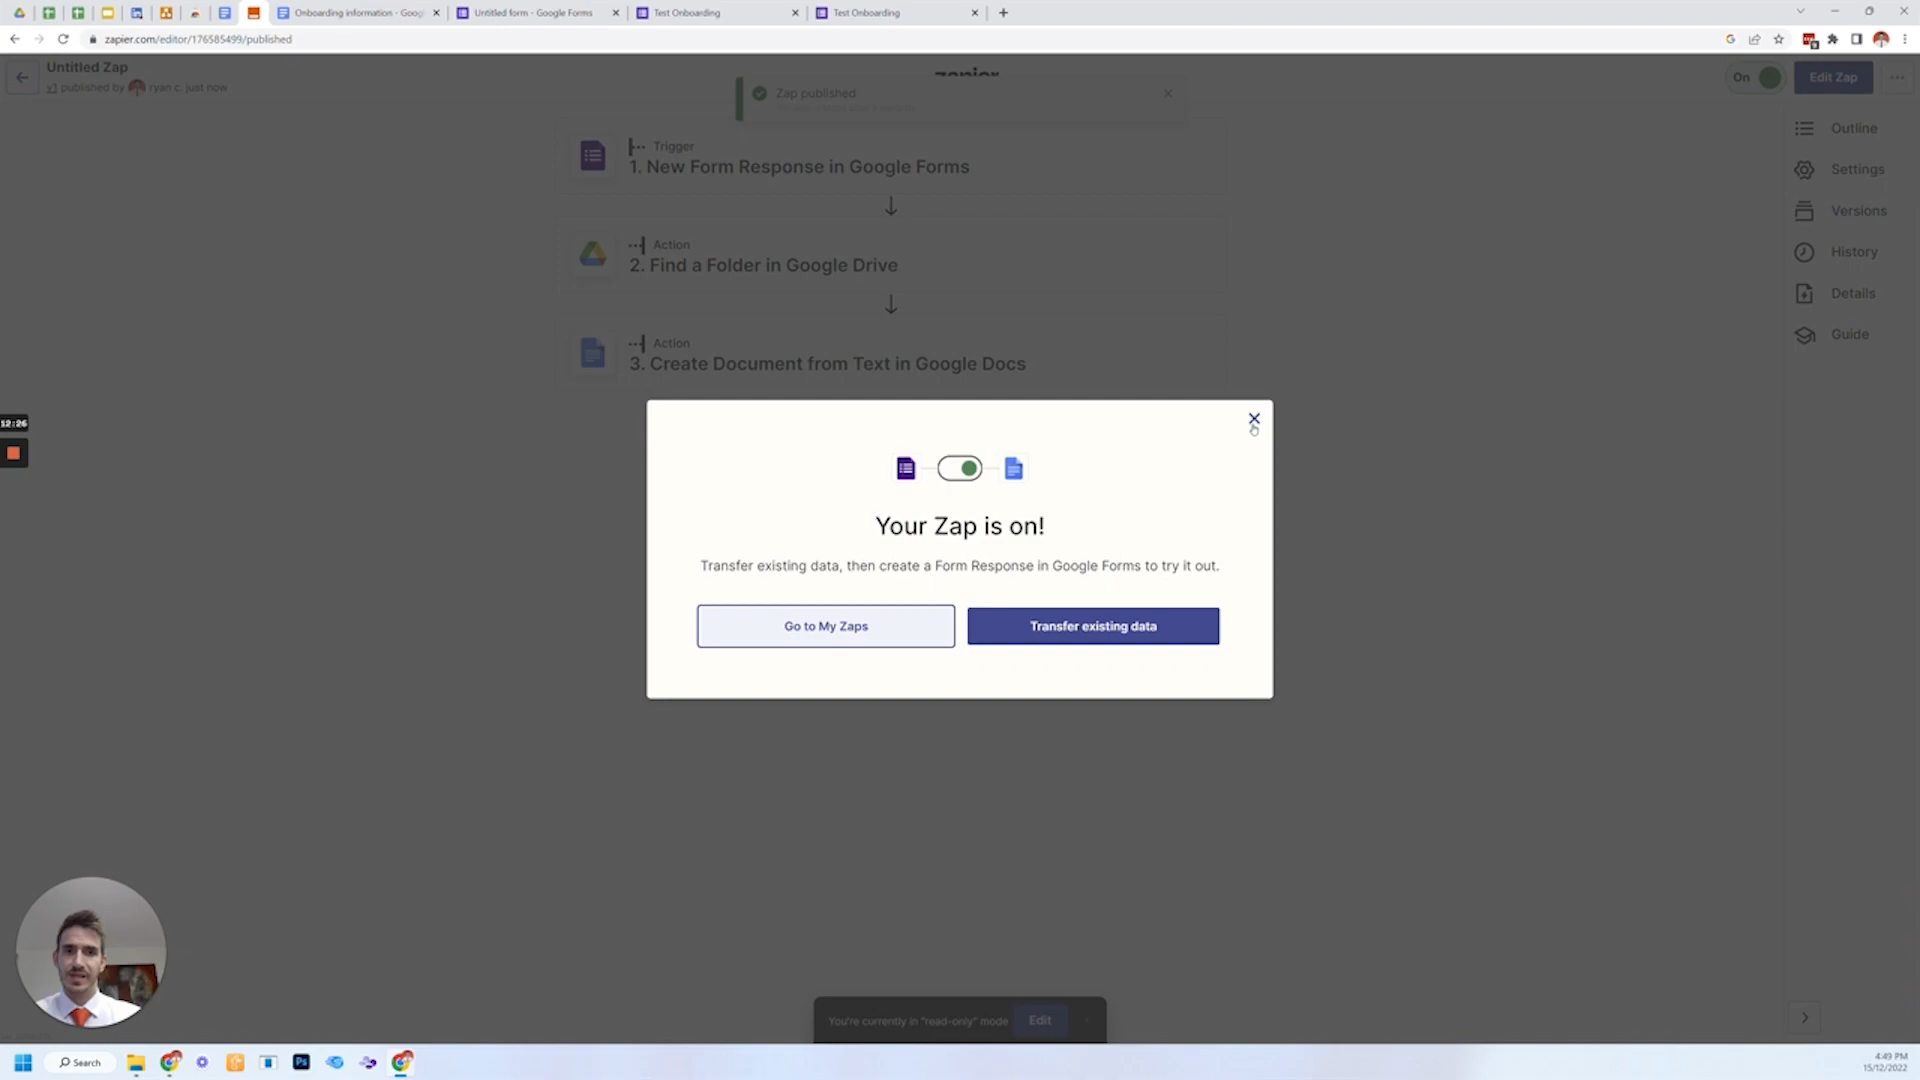 Onboarding information - Goog
Untitled form - Google Forms
Test Onboarding
Test Onboarding
zapier.com/editor/176585499/published
Untitled Zap
v1 published by ryan c. just now
zapier
On
Edit Zap
Zap published
Trigger
1. New Form Response in Google Forms
Action
2. Find a Folder in Google Drive
Action
3. Create Document from Text in Google Docs
Outline
Settings
Versions
History
Details
Guide
12:26
Your Zap is on!
Transfer existing data, then create a Form Response in Google Forms to try it out.
Go to My Zaps
Transfer existing data
You're currently in "read-only" mode
Edit
Search
Ps
4:49 PM
15/12/2022